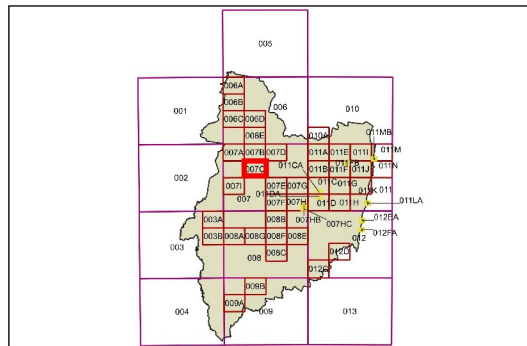 005
006A
001 006B 006 010
006C 006D
006E 010A 011MB
007A 007B 007D 011A 011E 011I 011M
011CA
002 007C 011B 011F 011J 011N
007I 007E 007G 011C 011G 011K 011
007 007F 007H 011D 011H 011LA
003A 008B 007HB 007HC 012EA
003 003B 008A 008G 008F 008E 012 012FA
008 008C 012D
012C
009B
004 009A 009 013